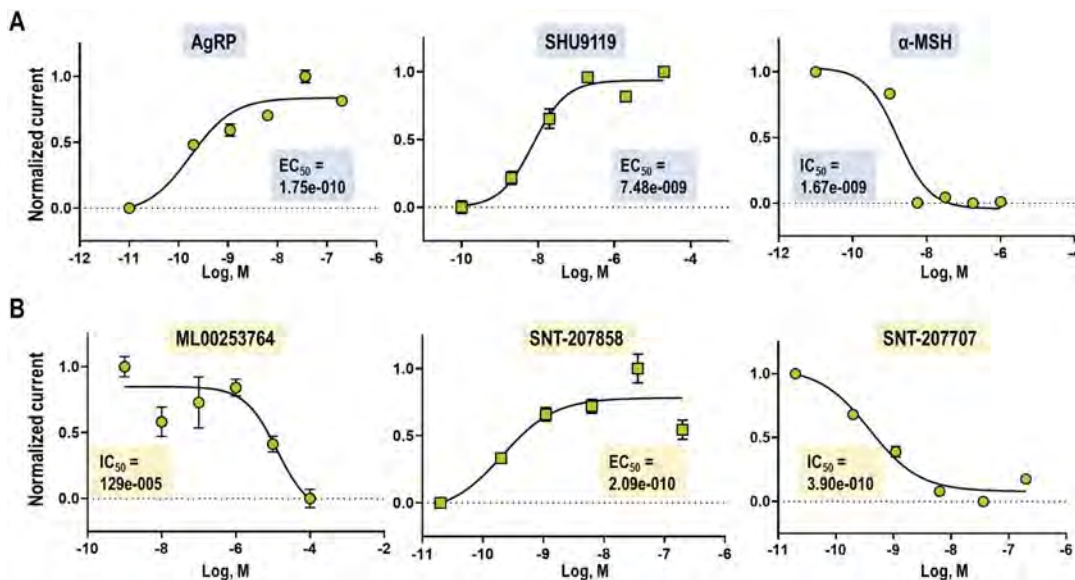 A
AgRP
SHU9119
α-MSH
Normalized current
1.0
0.5
0.0
EC50 =
1.75e-010
-12 -11 -10 -9 -8 -7 -6
Log, M
1.0
0.5
0.0
EC50 =
7.48e-009
-10 -8 -6 -4
Log, M
1.0
0.5
0.0
IC50 =
1.67e-009
-12 -10 -8 -6 -4
Log, M
B
ML00253764
SNT-207858
SNT-207707
Normalized current
1.0
0.5
0.0
IC50 =
129e-005
-10 -8 -6 -4 -2
Log, M
1.0
0.5
0.0
EC50 =
2.09e-010
-11 -10 -9 -8 -7 -6
Log, M
1.0
0.5
0.0
IC50 =
3.90e-010
-11 -10 -9 -8 -7 -6
Log, M